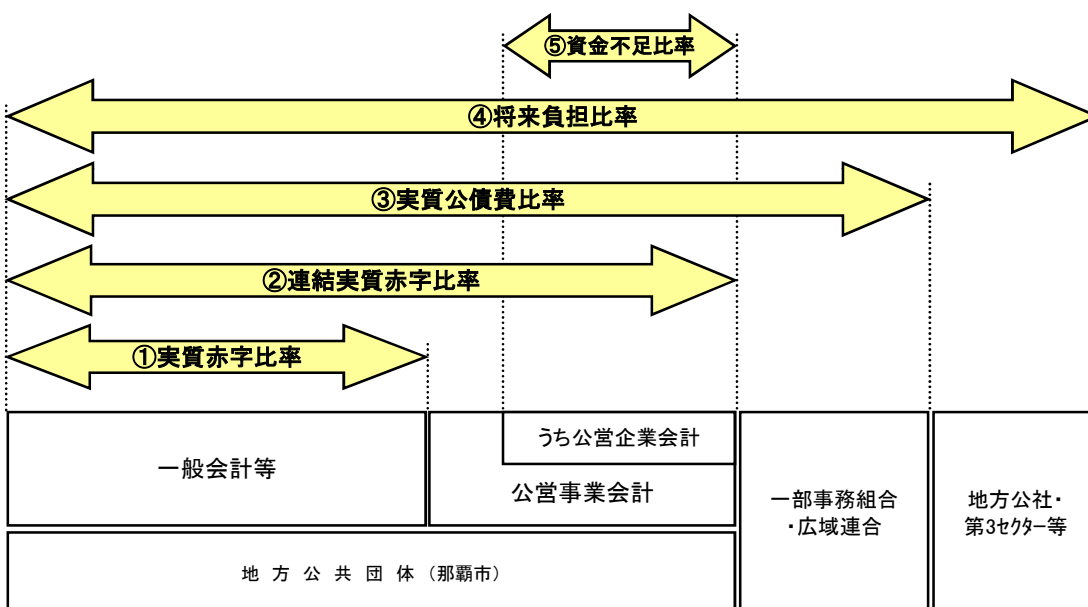 ⑤資金不足比率
④将来負担比率
③実質公債費比率
②連結実質赤字比率
①実質赤字比率
一般会計等
うち公営企業会計
公営事業会計
一部事務組合
・広域連合
地方公社・
第3セクター等
地 方 公 共 団 体 （那覇市）